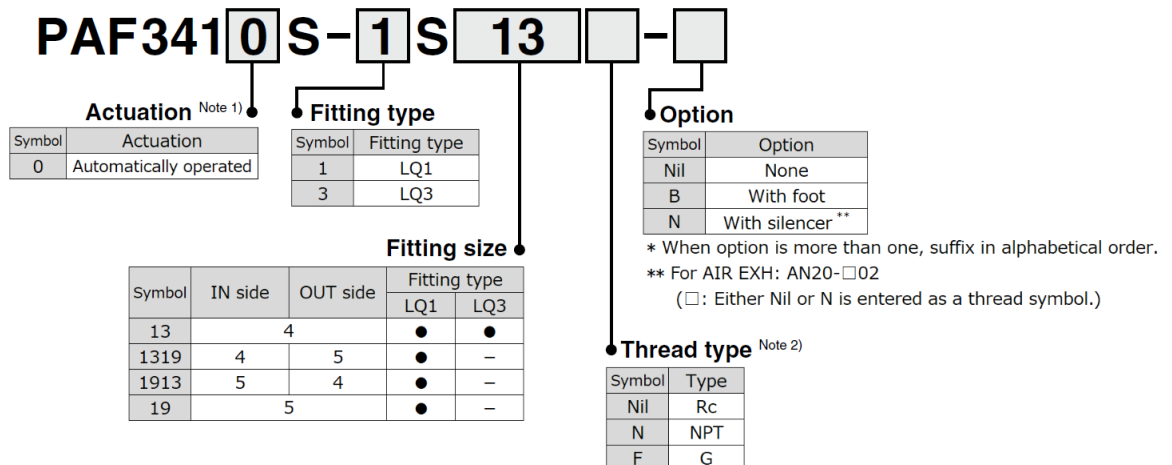 PAF3410S-1S13□-□
Actuation Note 1)
Symbol Actuation
0 Automatically operated
Fitting type
Symbol Fitting type
1 LQ1
3 LQ3
Fitting size
Symbol IN side OUT side Fitting type
LQ1 LQ3
13 4 ● ●
1319 4 5 ● –
1913 5 4 ● –
19 5 ● –
Option
Symbol Option
Nil None
B With foot
N With silencer **
* When option is more than one, suffix in alphabetical order.
** For AIR EXH: AN20-□02
(□: Either Nil or N is entered as a thread symbol.)
Thread type Note 2)
Symbol Type
Nil Rc
N NPT
F G